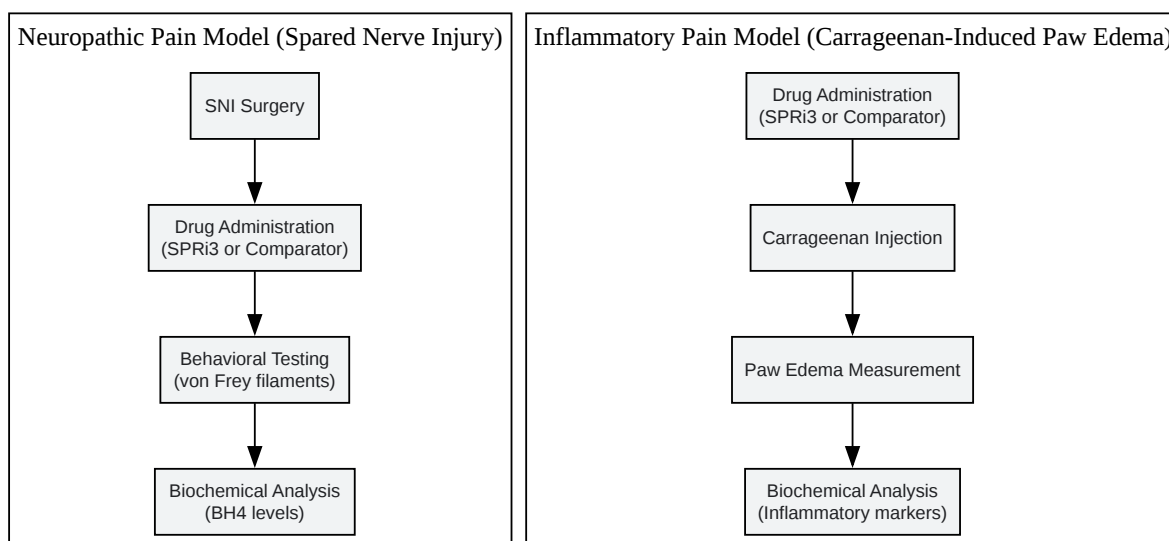 Neuropathic Pain Model (Spared Nerve Injury)
SNI Surgery
Drug Administration
(SPRi3 or Comparator)
Behavioral Testing
(von Frey filaments)
Biochemical Analysis
(BH4 levels)
Inflammatory Pain Model (Carrageenan-Induced Paw Edema)
Drug Administration
(SPRi3 or Comparator)
Carrageenan Injection
Paw Edema Measurement
Biochemical Analysis
(Inflammatory markers)